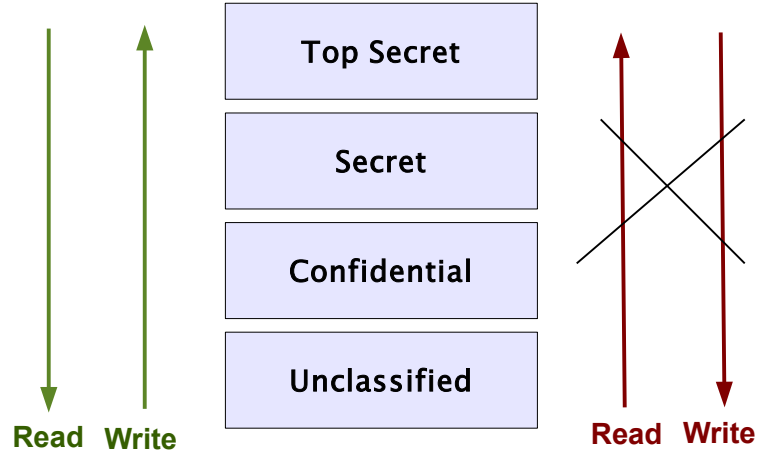 Top Secret
Secret
Confidential
Unclassified
Read Write
Read Write